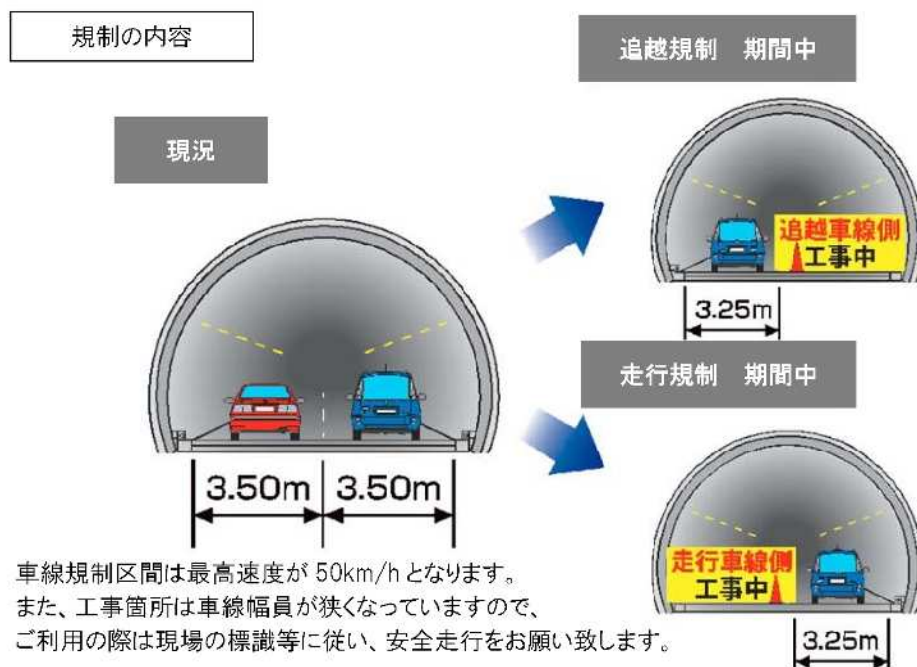 規制の内容
現況
3.50m 3.50m
追越規制 期間中
追越車線側
工事中
3.25m
走行規制 期間中
走行車線側
工事中
3.25m
車線規制区間は最高速度が 50km/h となります。
また、工事箇所は車線幅員が狭くなっていますので、
ご利用の際は現場の標識等に従い、安全走行をお願い致します。